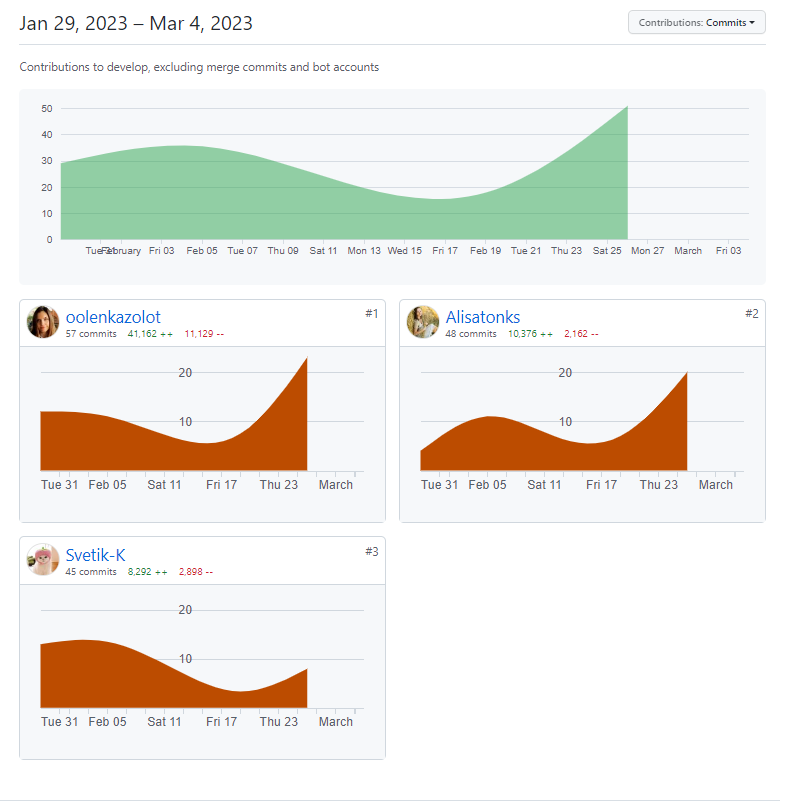 Jan 29, 2023 – Mar 4, 2023
Contributions: Commits
Contributions to develop, excluding merge commits and bot accounts
50
40
30
20
10
0
Tue 31 February Fri 03 Feb 05 Tue 07 Thu 09 Sat 11 Mon 13 Wed 15 Fri 17 Feb 19 Tue 21 Thu 23 Sat 25 Mon 27 March Fri 03
oolenkazolot #1
57 commits 41,162 ++ 11,129 --
20
10
Tue 31 Feb 05 Sat 11 Fri 17 Thu 23 March
Alisatonks #2
48 commits 10,376 ++ 2,162 --
20
10
Tue 31 Feb 05 Sat 11 Fri 17 Thu 23 March
Svetik-K #3
45 commits 8,292 ++ 2,898 --
20
10
Tue 31 Feb 05 Sat 11 Fri 17 Thu 23 March